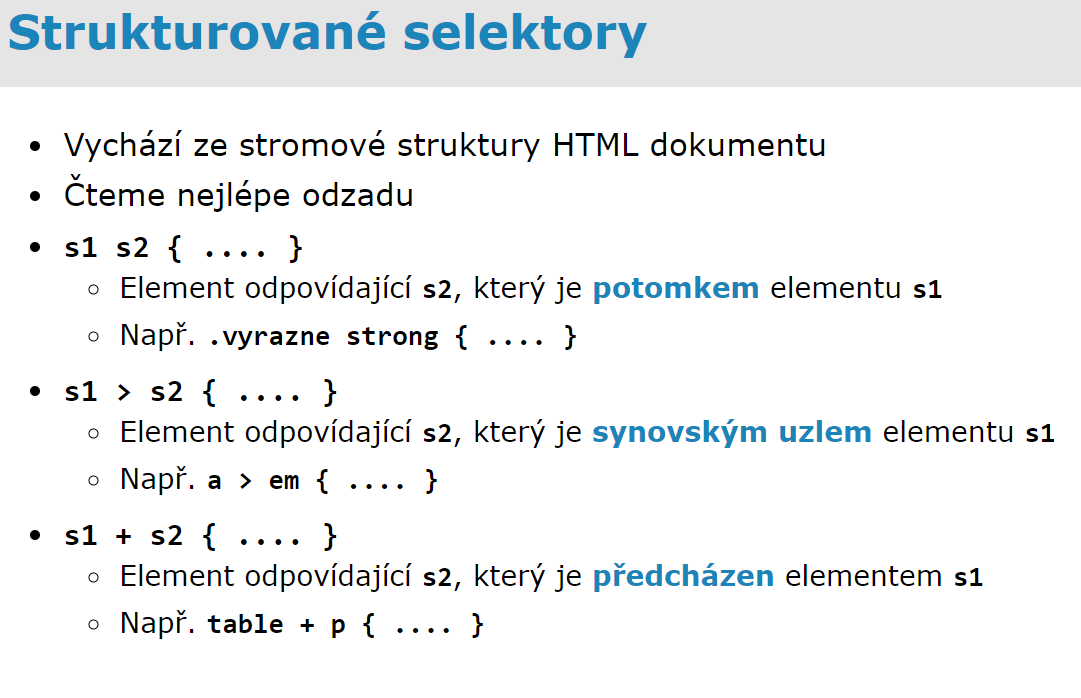 Strukturované selektory
• Vychází ze stromové struktury HTML dokumentu
• Čteme nejlépe odzadu
• s1 s2 { .... }
◦ Element odpovídající s2, který je potomkem elementu s1
◦ Např. .vyrazne strong { .... }
• s1 > s2 { .... }
◦ Element odpovídající s2, který je synovským uzlem elementu s1
◦ Např. a > em { .... }
• s1 + s2 { .... }
◦ Element odpovídající s2, který je předcházen elementem s1
◦ Např. table + p { .... }